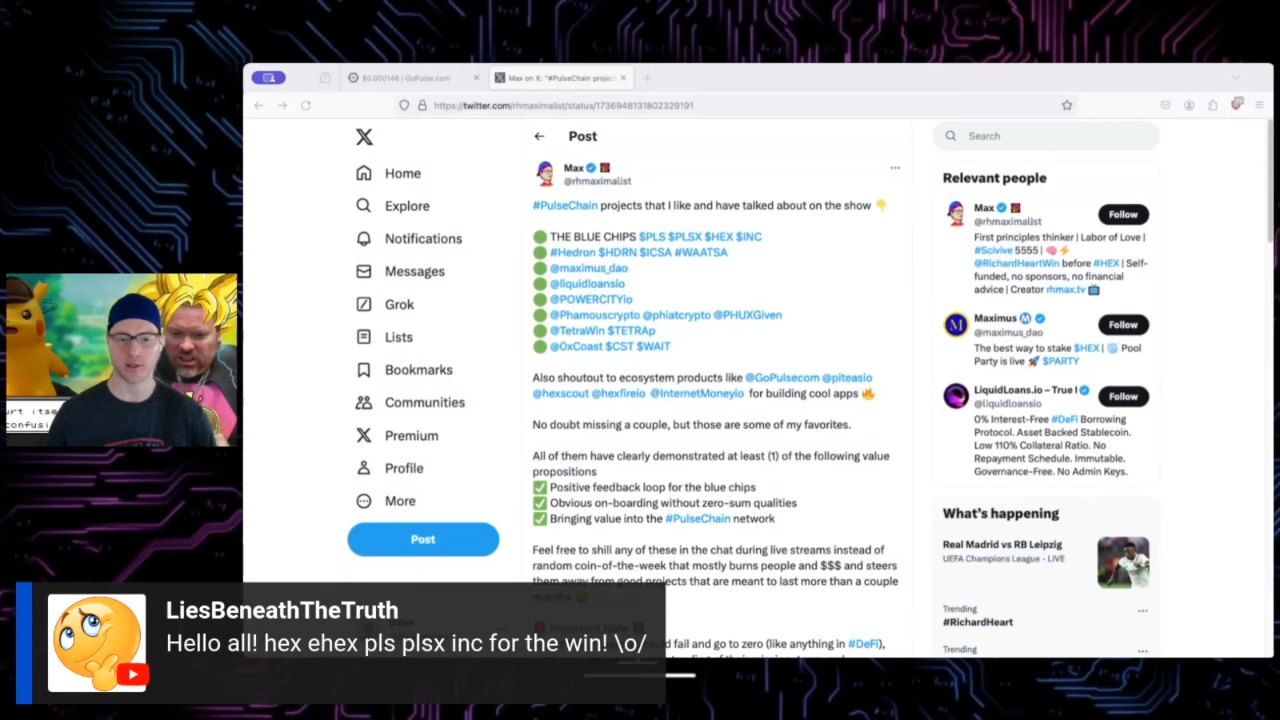 $0.000146 | GoPulse.com
Max on X: "#PulseChain project
https://twitter.com/rhmaximalist/status/1736948131802329191
Home
Explore
Notifications
Messages
Grok
Lists
Bookmarks
Communities
Premium
Profile
More
Post
Post
Max
@rhmaximalist
#PulseChain projects that I like and have talked about on the show 👇
🟢 THE BLUE CHIPS $PLS $PLSX $HEX $INC
🟢 #Hedron $HDRN $ICSA #WAATSA
🟢 @maximus_dao
🟢 @liquidloansio
🟢 @POWERCITYio
🟢 @Phamouscrypto @phiatcrypto @PHUXGiven
🟢 @TetraWin $TETRAp
🟢 @0xCoast $CST $WAIT
Also shoutout to ecosystem products like @GoPulsecom @piteasio
@hexscout @hexfireio @InternetMoneyio for building cool apps 🔥
No doubt missing a couple, but those are some of my favorites.
All of them have clearly demonstrated at least (1) of the following value
propositions
✅ Positive feedback loop for the blue chips
✅ Obvious on-boarding without zero-sum qualities
✅ Bringing value into the #PulseChain network
Feel free to shill any of these in the chat during live streams instead of
random coin-of-the-week that mostly burns people and $$$ and steers
them away from good projects that are meant to last more than a couple
months
Important Note
fail and go to zero (like anything in #DeFi),
Search
Relevant people
Max
@rhmaximalist
Follow
First principles thinker | Labor of Love |
#Scivive 5555 | 🧠⚡
@RichardHeartWin before #HEX | Self-
funded, no sponsors, no financial
advice | Creator rhmax.tv 📺
Maximus Ⓜ
@maximus_dao
Follow
The best way to stake $HEX | Pool
Party is live 🚀 $PARTY
LiquidLoans.io – True I
@liquidloansio
Follow
0% Interest-Free #DeFi Borrowing
Protocol. Asset Backed Stablecoin.
Low 110% Collateral Ratio. No
Repayment Schedule. Immutable.
Governance-Free. No Admin Keys.
What's happening
Real Madrid vs RB Leipzig
UEFA Champions League - LIVE
Trending
#RichardHeart
Trending
urt itse
confusi
LiesBeneathTheTruth
Hello all! hex ehex pls plsx inc for the win! \o/